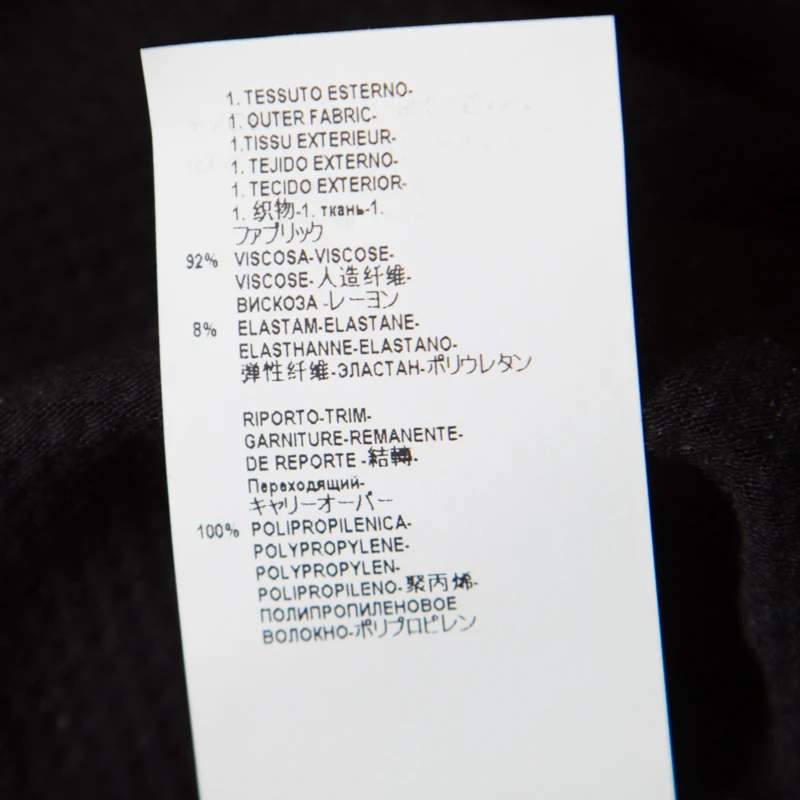 1. TESSUTO ESTERNO-
1. OUTER FABRIC-
1.TISSU EXTERIEUR-
1. TEJIDO EXTERNO-
1. TECIDO EXTERIOR-
1. 织物-1. ткань-1.
ファブリック
92% VISCOSA-VISCOSE-
VISCOSE-人造纤维-
ВИСКОЗА -レーヨン
8% ELASTAM-ELASTANE-
ELASTHANNE-ELASTANO-
弹性纤维-ЭЛАСТАН-ポリウレタン
RIPORTO-TRIM-
GARNITURE-REMANENTE-
DE REPORTE -結轉-
Переходящий-
キャリーオーバー
100% POLIPROPILENICA-
POLYPROPYLENE-
POLYPROPYLEN-
POLIPROPILENO-聚丙烯-
ПОЛИПРОПИЛЕНОВОЕ
ВОЛОКНО-ポリプロピレン